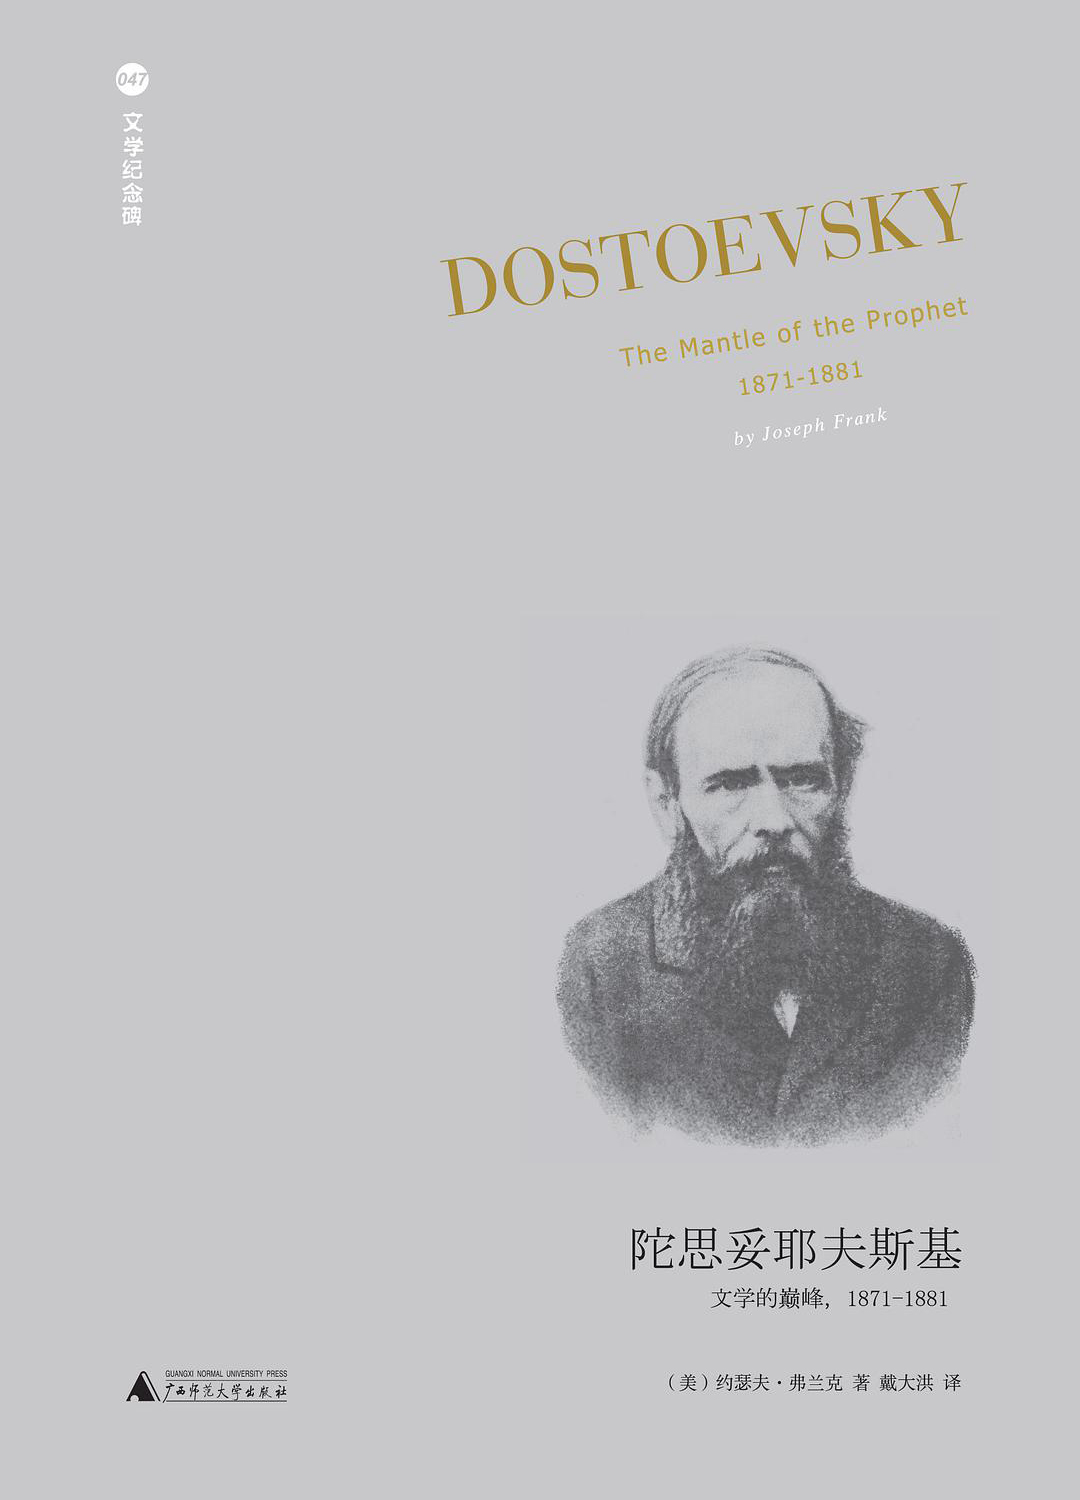 047
文学纪念碑
DOSTOEVSKY
The Mantle of the Prophet
1871-1881
by Joseph Frank
陀思妥耶夫斯基
文学的巅峰，1871-1881
（美）约瑟夫·弗兰克 著 戴大洪 译
GUANGXI NORMAL UNIVERSITY PRESS
广西师范大学出版社